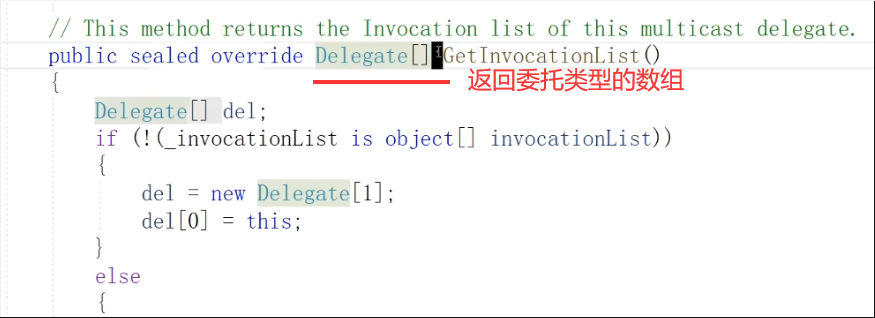 // This method returns the Invocation list of this multicast delegate.
public sealed override Delegate[] GetInvocationList()
返回委托类型的数组
{
Delegate[] del;
if (!(_invocationList is object[] invocationList))
{
del = new Delegate[1];
del[0] = this;
}
else
{